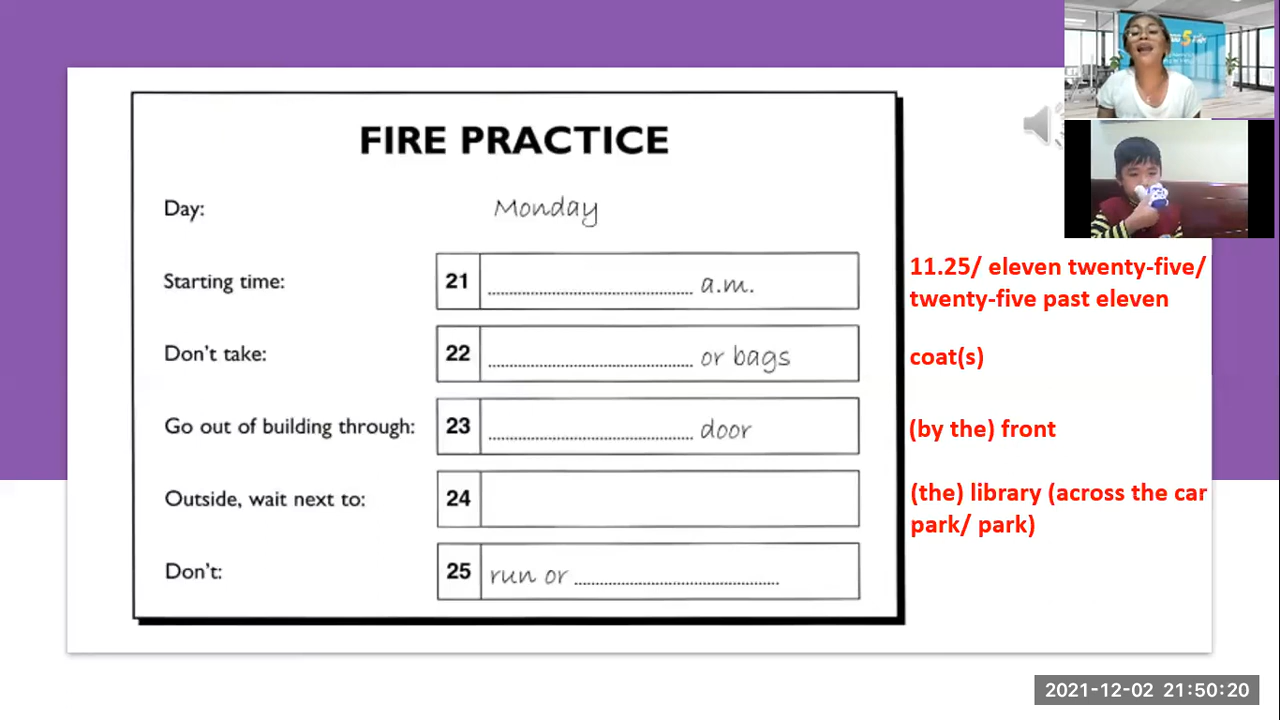 FIRE PRACTICE
Day: Monday
Starting time: 21 ........................................ a.m.
11.25/ eleven twenty-five/
twenty-five past eleven
Don't take: 22 ........................................ or bags
coat(s)
Go out of building through: 23 ........................................ door
(by the) front
Outside, wait next to: 24
(the) library (across the car
park/ park)
Don't: 25 run or ........................................
2021-12-02 21:50:20